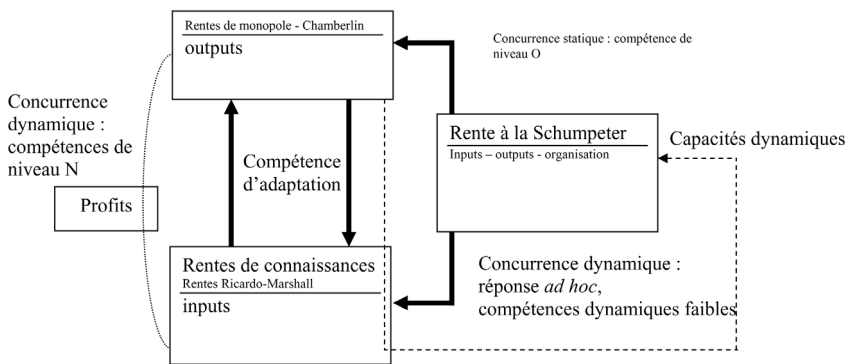 Rentes de monopole - Chamberlin
outputs
Concurrence statique : compétence de
niveau O
Concurrence
dynamique :
compétences de
niveau N
Profits
Compétence
d’adaptation
Rente à la Schumpeter
Inputs – outputs - organisation
Capacités dynamiques
Rentes de connaissances
Rentes Ricardo-Marshall
inputs
Concurrence dynamique :
réponse ad hoc,
compétences dynamiques faibles